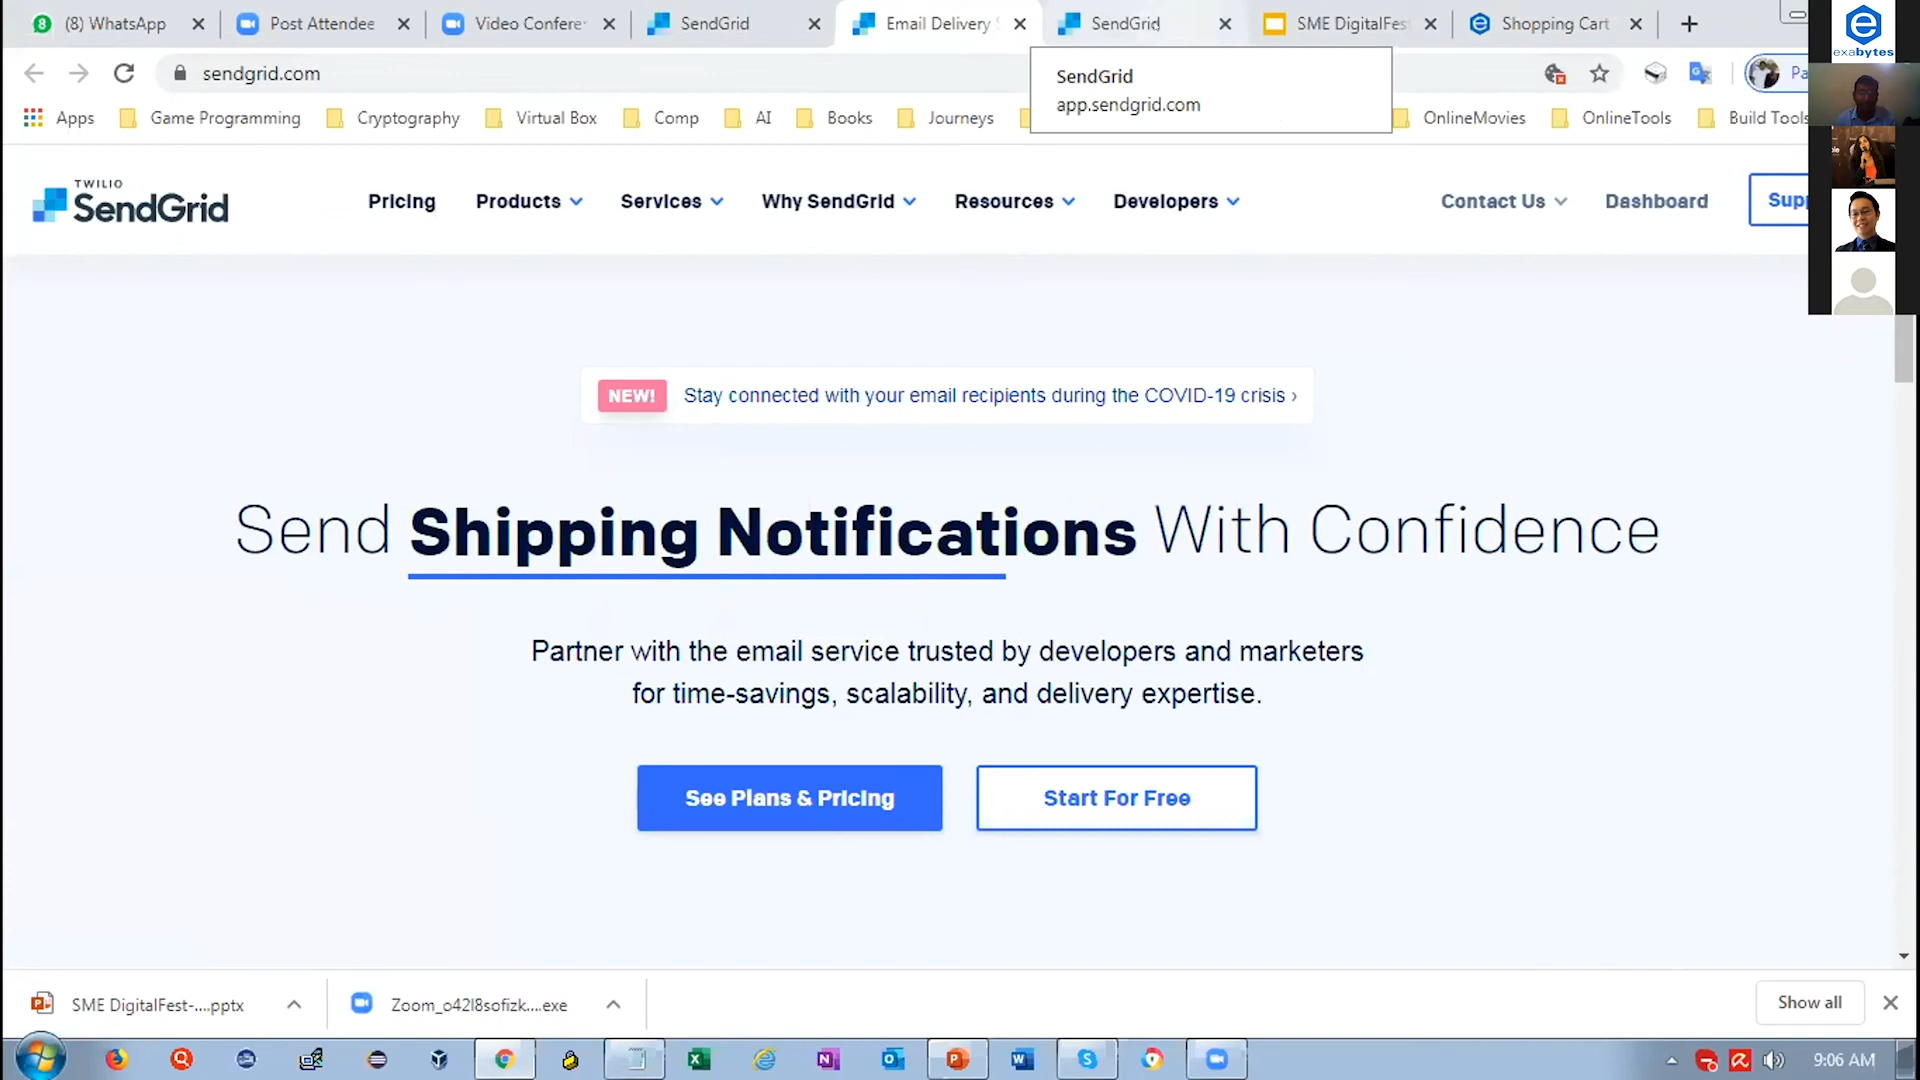 (8) WhatsApp
Post Attendee
Video Confere
SendGrid
Email Delivery S
SendGrid
SME DigitalFest
Shopping Cart
sendgrid.com
SendGrid
app.sendgrid.com
Pa
exabytes
Apps
Game Programming
Cryptography
Virtual Box
Comp
AI
Books
Journeys
OnlineMovies
OnlineTools
Build Tools
TWILIO
SendGrid
Pricing
Products
Services
Why SendGrid
Resources
Developers
Contact Us
Dashboard
Supp
NEW! Stay connected with your email recipients during the COVID-19 crisis ›
Send Shipping Notifications With Confidence
Partner with the email service trusted by developers and marketers
for time-savings, scalability, and delivery expertise.
See Plans & Pricing
Start For Free
SME DigitalFest-....pptx
Zoom_o42l8sofizk....exe
Show all
9:06 AM